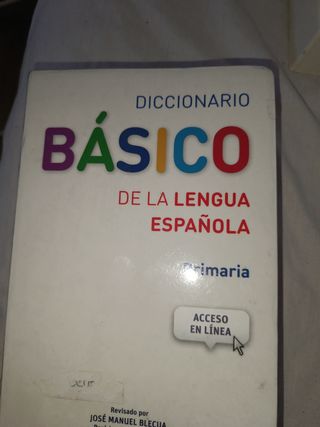 DICCIONARIO
BÁSICO
DE LA LENGUA
ESPAÑOLA
Primaria
ACCESO
EN LÍNEA
Revisado por
JOSÉ MANUEL BLECUA